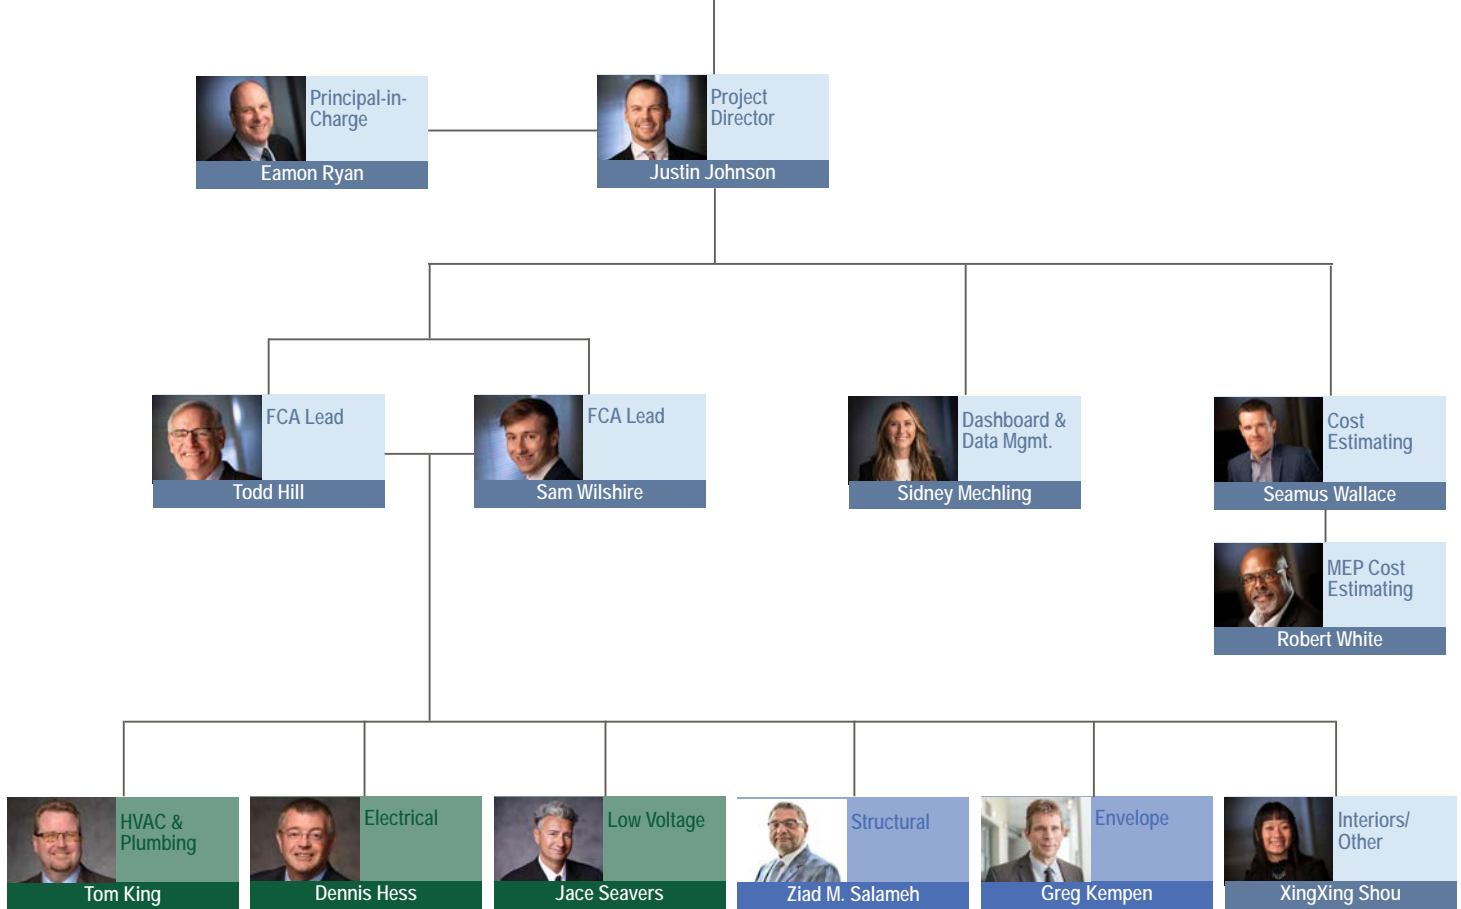 Principal-in-
Charge
Eamon Ryan
Project
Director
Justin Johnson
FCA Lead
Todd Hill
FCA Lead
Sam Wilshire
Dashboard &
Data Mgmt.
Sidney Mechling
Cost
Estimating
Seamus Wallace
MEP Cost
Estimating
Robert White
HVAC &
Plumbing
Tom King
Electrical
Dennis Hess
Low Voltage
Jace Seavers
Structural
Ziad M. Salameh
Envelope
Greg Kempen
Interiors/
Other
XingXing Shou